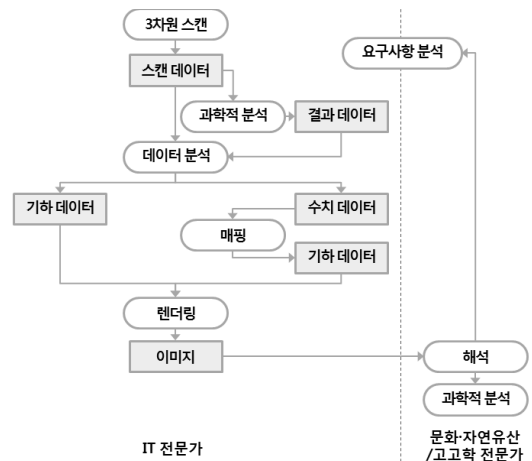 3차원 스캔
요구사항 분석
스캔 데이터
과학적 분석
결과 데이터
데이터 분석
기하 데이터
수치 데이터
매핑
기하 데이터
렌더링
이미지
해석
과학적 분석
IT 전문가
문화·자연유산
/고고학 전문가